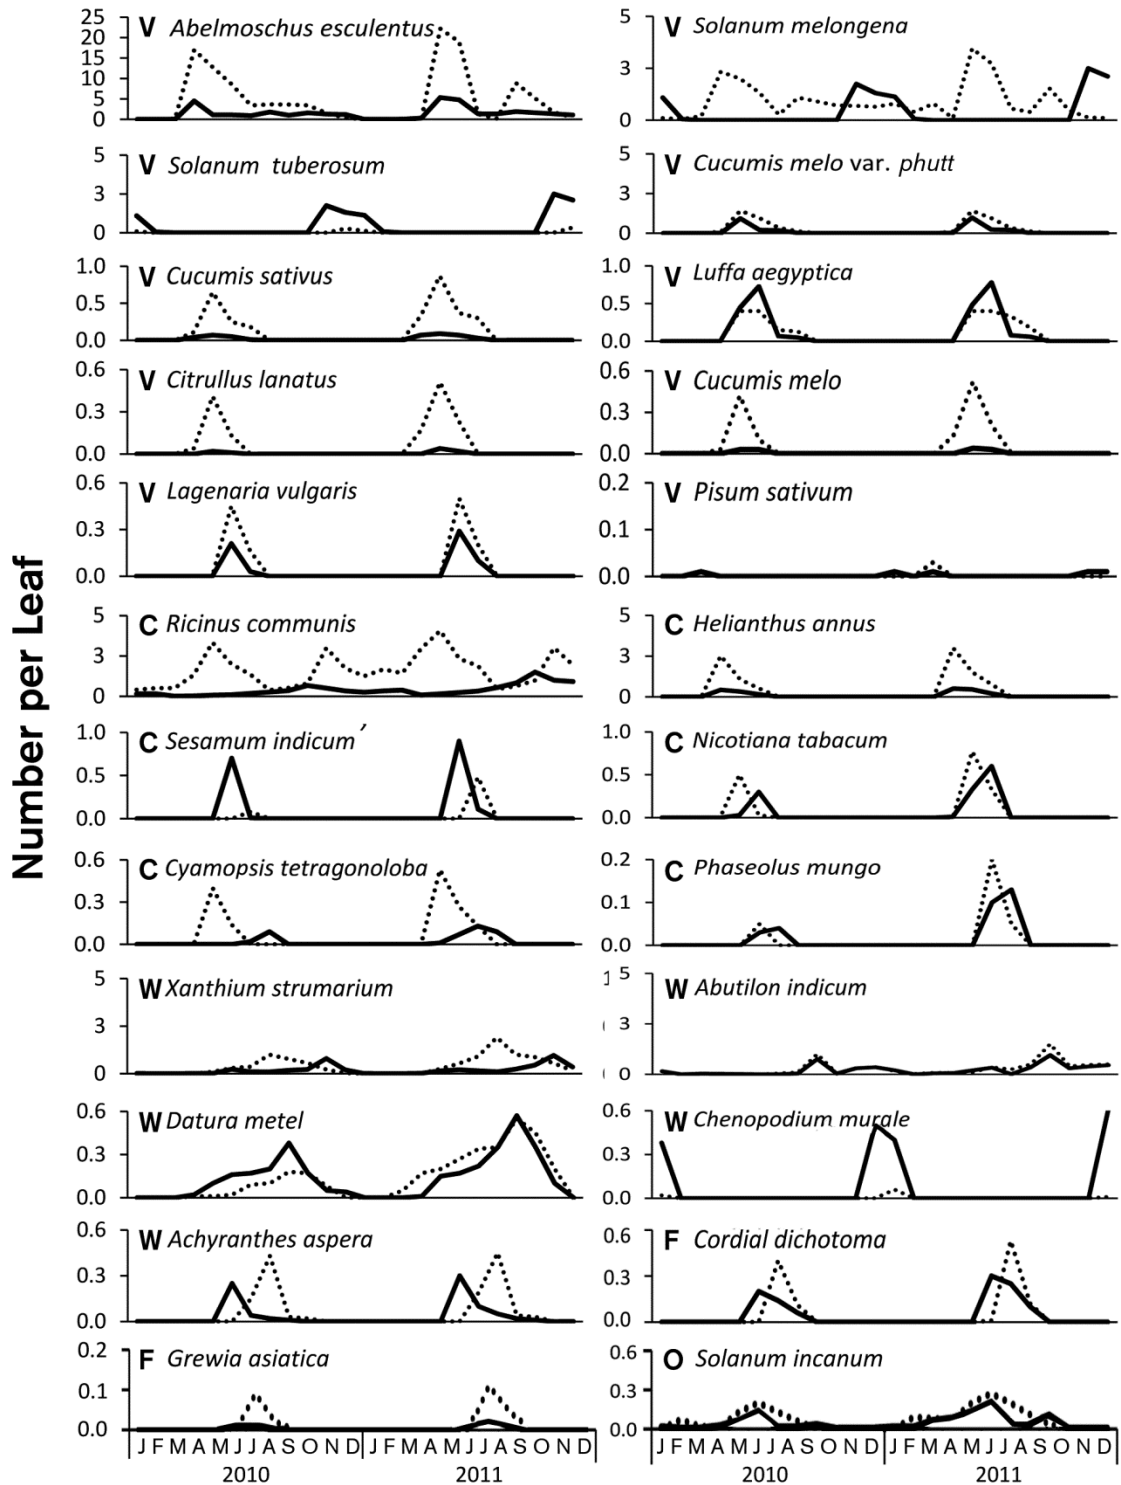 Number per Leaf
25
20
15
10
5
0
V Abelmoschus esculentus
5
3
0
V Solanum melongena
5
3
0
V Solanum tuberosum
5
3
0
V Cucumis melo var. phutt
1.0
0.5
0.0
V Cucumis sativus
1.0
0.5
0.0
V Luffa aegyptica
0.6
0.3
0.0
V Citrullus lanatus
0.6
0.3
0.0
V Cucumis melo
0.6
0.3
0.0
V Lagenaria vulgaris
0.2
0.1
0.0
V Pisum sativum
5
3
0
C Ricinus communis
5
3
0
C Helianthus annus
1.0
0.5
0.0
C Sesamum indicum
1.0
0.5
0.0
C Nicotiana tabacum
0.6
0.3
0.0
C Cyamopsis tetragonoloba
0.2
0.1
0.0
C Phaseolus mungo
5
3
0
W Xanthium strumarium
5
3
0
W Abutilon indicum
0.6
0.3
0.0
W Datura metel
0.6
0.3
0.0
W Chenopodium murale
0.6
0.3
0.0
W Achyranthes aspera
0.6
0.3
0.0
F Cordial dichotoma
0.2
0.1
0.0
F Grewia asiatica
0.6
0.3
0.0
O Solanum incanum
J F M A M J J A S O N D J F M A M J J A S O N D
2010 2011
J F M A M J J A S O N D J F M A M J J A S O N D
2010 2011